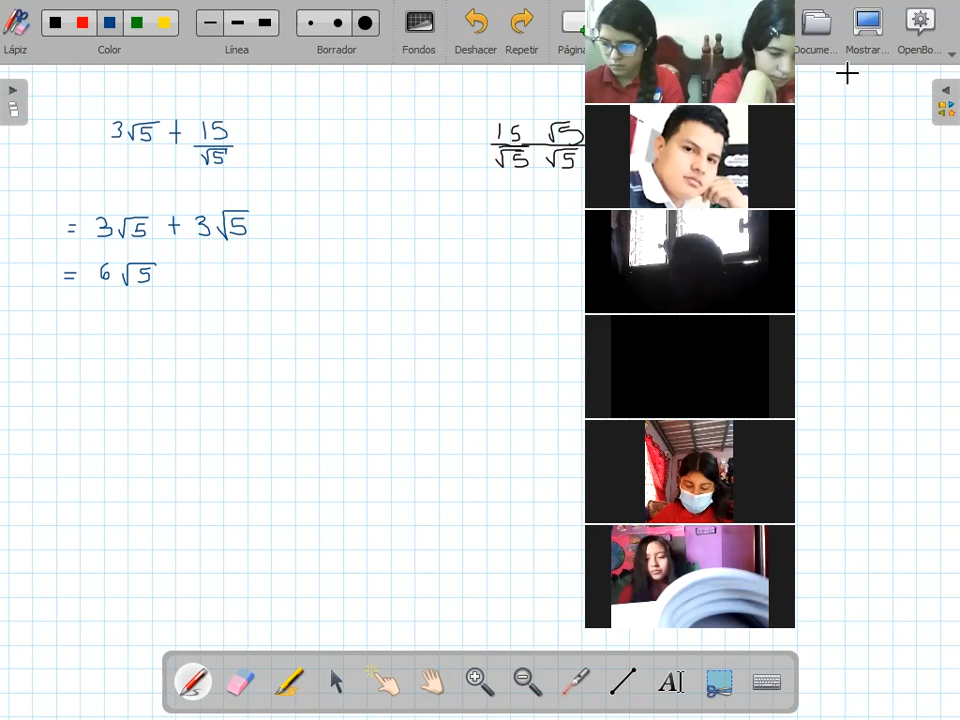 Lápiz Color Línea Borrador Fondos Deshacer Repetir Página Docume... Mostrar... OpenBo...
3√5 + 15/√5
15/√5 √5/√5
= 3√5 + 3√5
= 6√5